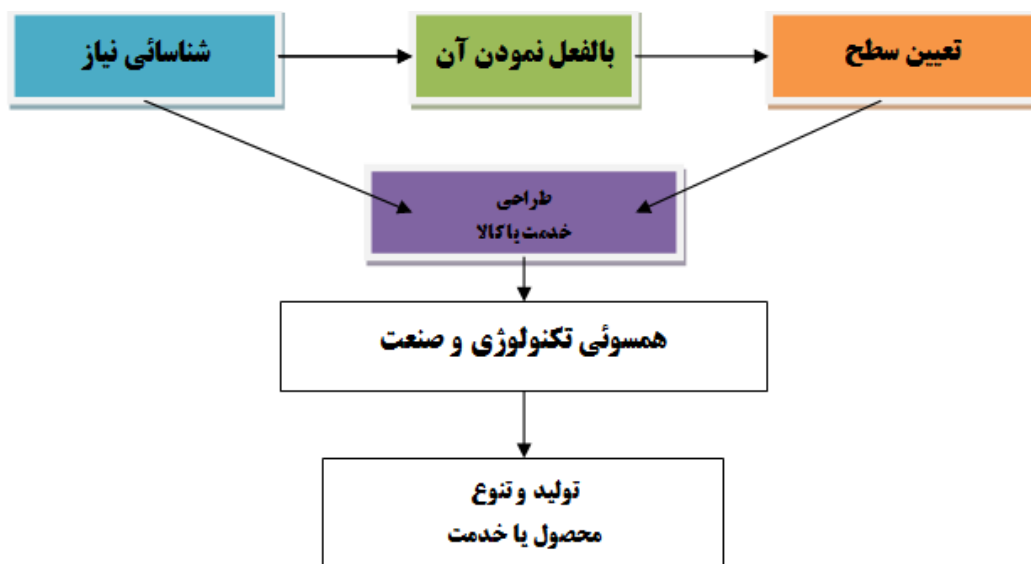 شناسائی نیاز
بالفعل نمودن آن
تعیین سطح
طراحی
خدمت یا کالا
همسوئی تکنولوژی و صنعت
تولید و تنوع
محصول یا خدمت